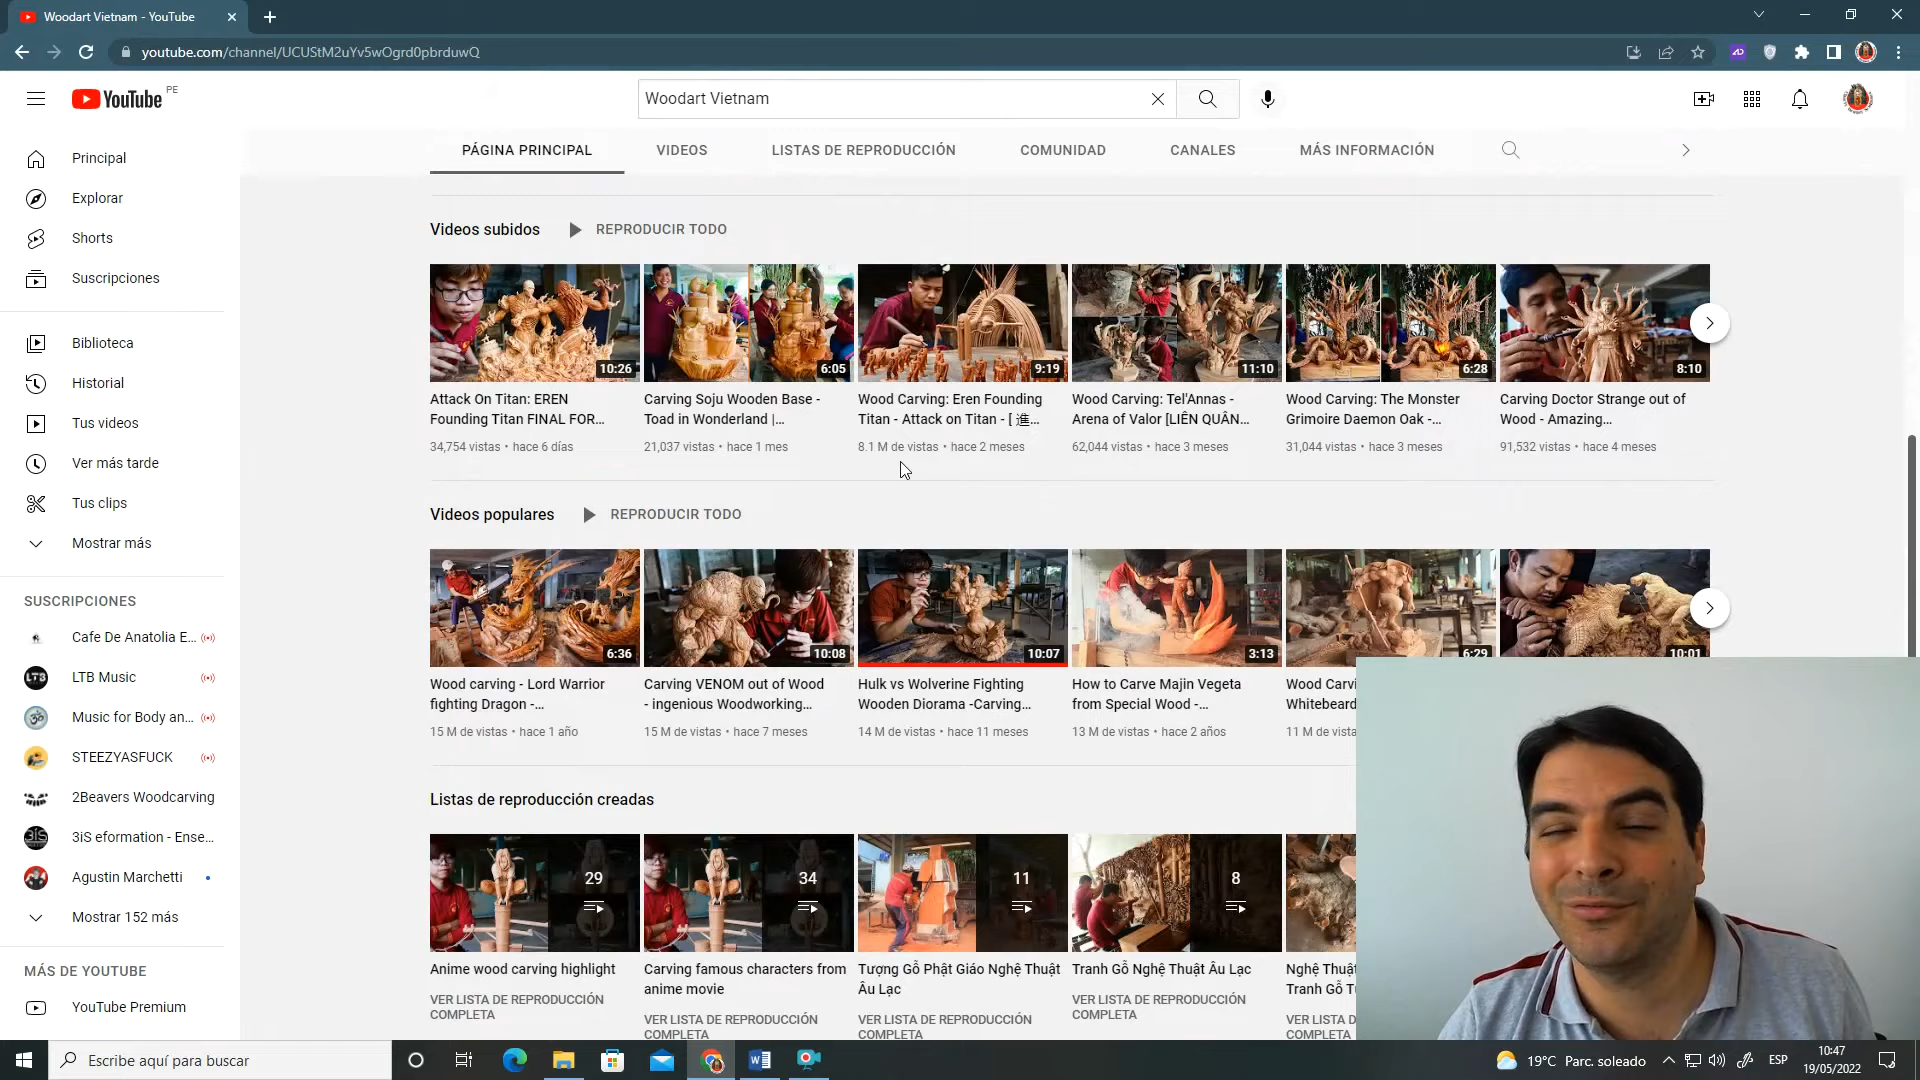 Woodart Vietnam - YouTube
youtube.com/channel/UCUStM2uYv5wOgrd0pbrduwQ
YouTube PE
Woodart Vietnam
PÁGINA PRINCIPAL
VIDEOS
LISTAS DE REPRODUCCIÓN
COMUNIDAD
CANALES
MÁS INFORMACIÓN
Principal
Explorar
Shorts
Suscripciones
Biblioteca
Historial
Tus videos
Ver más tarde
Tus clips
Mostrar más
SUSCRIPCIONES
Cafe De Anatolia E...
LTB Music
Music for Body an...
STEEZYASFUCK
2Beavers Woodcarving
3iS eformation - Ense...
Agustin Marchetti
Mostrar 152 más
MÁS DE YOUTUBE
YouTube Premium
Videos subidos
REPRODUCIR TODO
10:26
6:05
9:19
11:10
6:28
8:10
Attack On Titan: EREN
Founding Titan FINAL FOR...
34,754 vistas • hace 6 días
Carving Soju Wooden Base -
Toad in Wonderland |...
21,037 vistas • hace 1 mes
Wood Carving: Eren Founding
Titan - Attack on Titan - [ 進...
8.1 M de vistas • hace 2 meses
Wood Carving: Tel'Annas -
Arena of Valor [LIÊN QUÂN...
62,044 vistas • hace 3 meses
Wood Carving: The Monster
Grimoire Daemon Oak -...
31,044 vistas • hace 3 meses
Carving Doctor Strange out of
Wood - Amazing...
91,532 vistas • hace 4 meses
Videos populares
REPRODUCIR TODO
6:36
10:08
10:07
3:13
6:29
10:01
Wood carving - Lord Warrior
fighting Dragon -...
15 M de vistas • hace 1 año
Carving VENOM out of Wood
- ingenious Woodworking...
15 M de vistas • hace 7 meses
Hulk vs Wolverine Fighting
Wooden Diorama -Carving...
14 M de vistas • hace 11 meses
How to Carve Majin Vegeta
from Special Wood -...
13 M de vistas • hace 2 años
Wood Carvi
Whitebeard
11 M de vista
Listas de reproducción creadas
29
34
11
8
Anime wood carving highlight
VER LISTA DE REPRODUCCIÓN
COMPLETA
Carving famous characters from
anime movie
VER LISTA DE REPRODUCCIÓN
COMPLETA
Tượng Gỗ Phật Giáo Nghệ Thuật
Âu Lạc
VER LISTA DE REPRODUCCIÓN
COMPLETA
Tranh Gỗ Nghệ Thuật Âu Lạc
VER LISTA DE REPRODUCCIÓN
COMPLETA
Nghệ Thuật
Tranh Gỗ T
VER LISTA D
COMPLETA
Escribe aquí para buscar
19°C Parc. soleado
ESP
10:47
19/05/2022